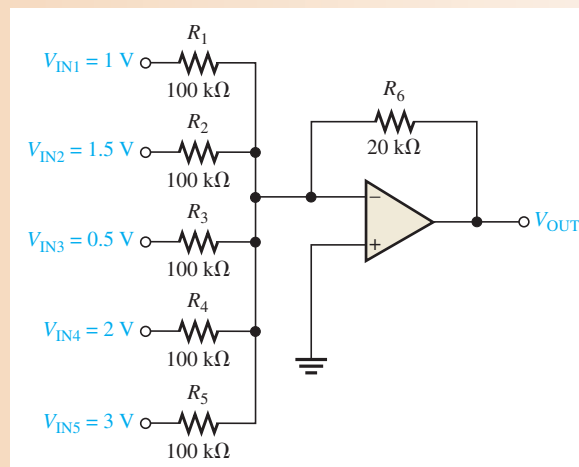 R1
VIN1 = 1 V
100 kΩ
R2
VIN2 = 1.5 V
100 kΩ
R3
VIN3 = 0.5 V
100 kΩ
R4
VIN4 = 2 V
100 kΩ
R5
VIN5 = 3 V
100 kΩ
R6
20 kΩ
−
+
VOUT